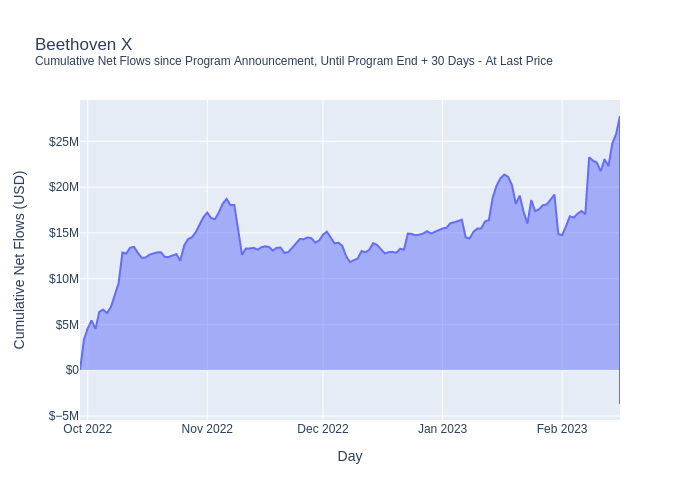 Beethoven X
Cumulative Net Flows since Program Announcement, Until Program End + 30 Days - At Last Price
Cumulative Net Flows (USD)
$25M
$20M
$15M
$10M
$5M
$0
$−5M
Oct 2022
Nov 2022
Dec 2022
Jan 2023
Feb 2023
Day